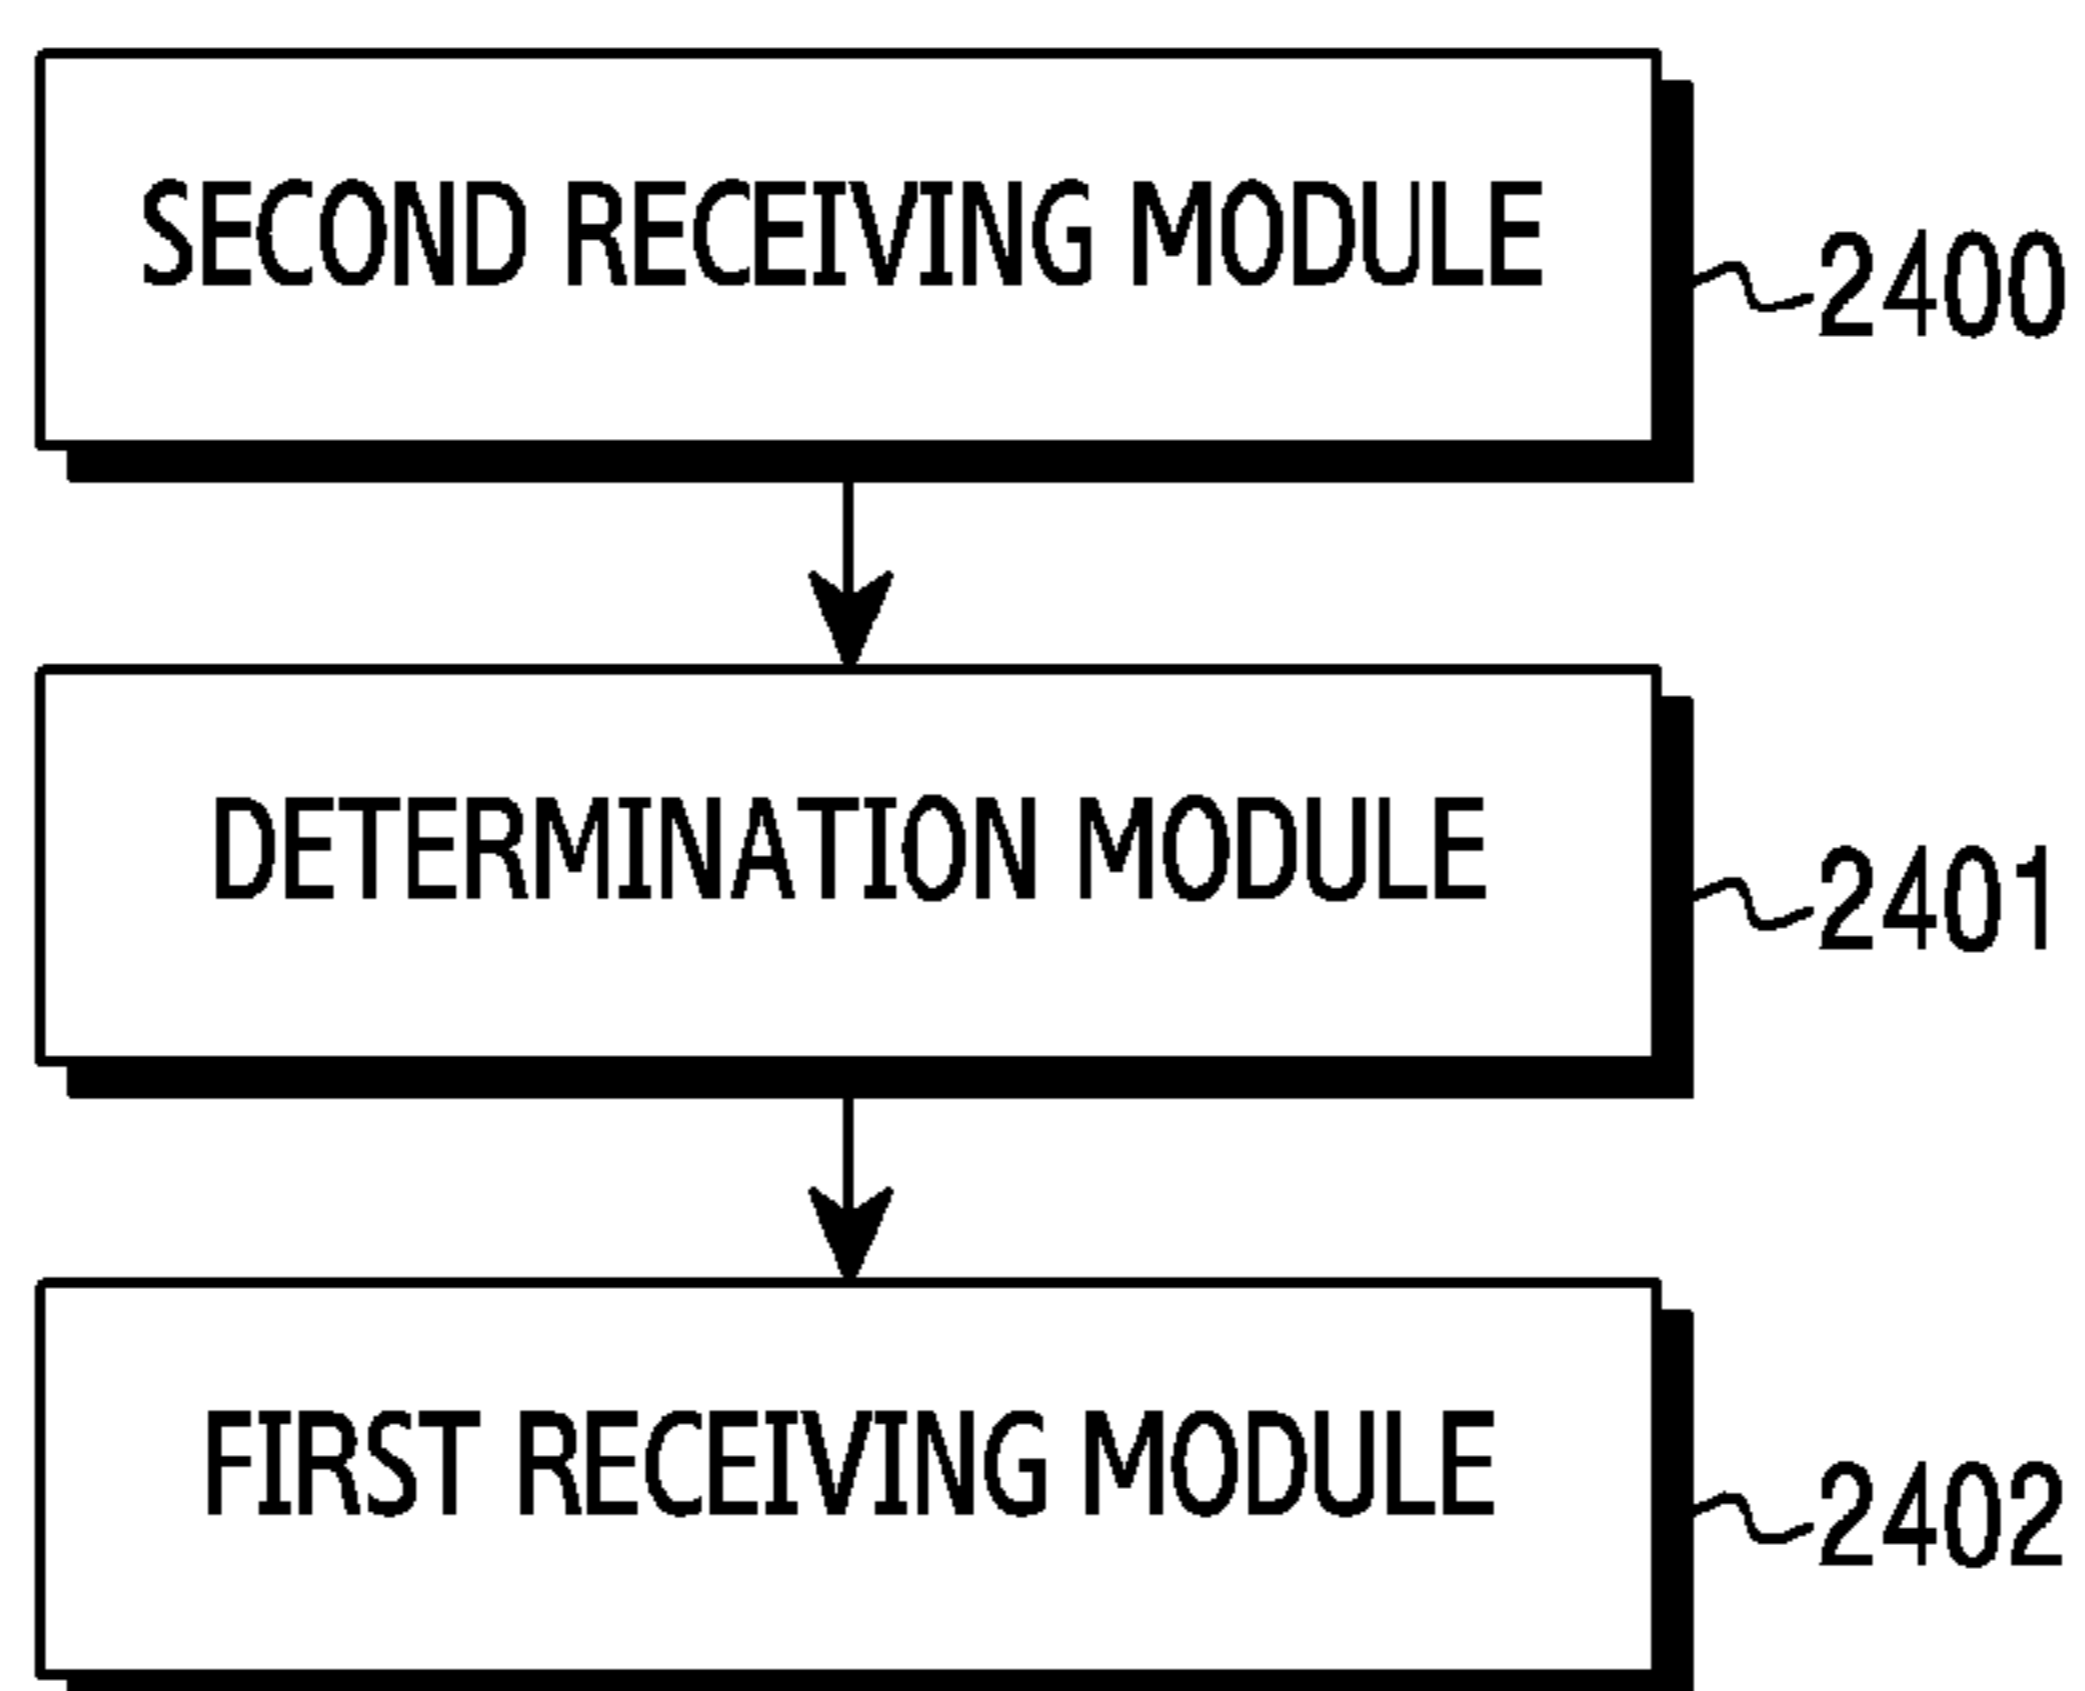 SECOND RECEIVING MODULE
2400
DETERMINATION MODULE
2401
FIRST RECEIVING MODULE
2402